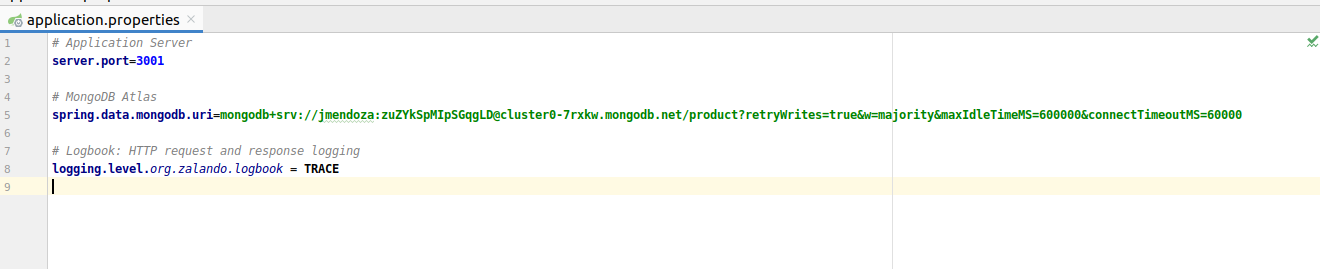 application.properties
1 # Application Server
2 server.port=3001
3
4 # MongoDB Atlas
5 spring.data.mongodb.uri=mongodb+srv://jmendoza:zuZYkSpMIpSGqgLD@cluster0-7rxkw.mongodb.net/product?retryWrites=true&w=majority&maxIdleTimeMS=600000&connectTimeoutMS=60000
6
7 # Logbook: HTTP request and response logging
8 logging.level.org.zalando.logbook = TRACE
9